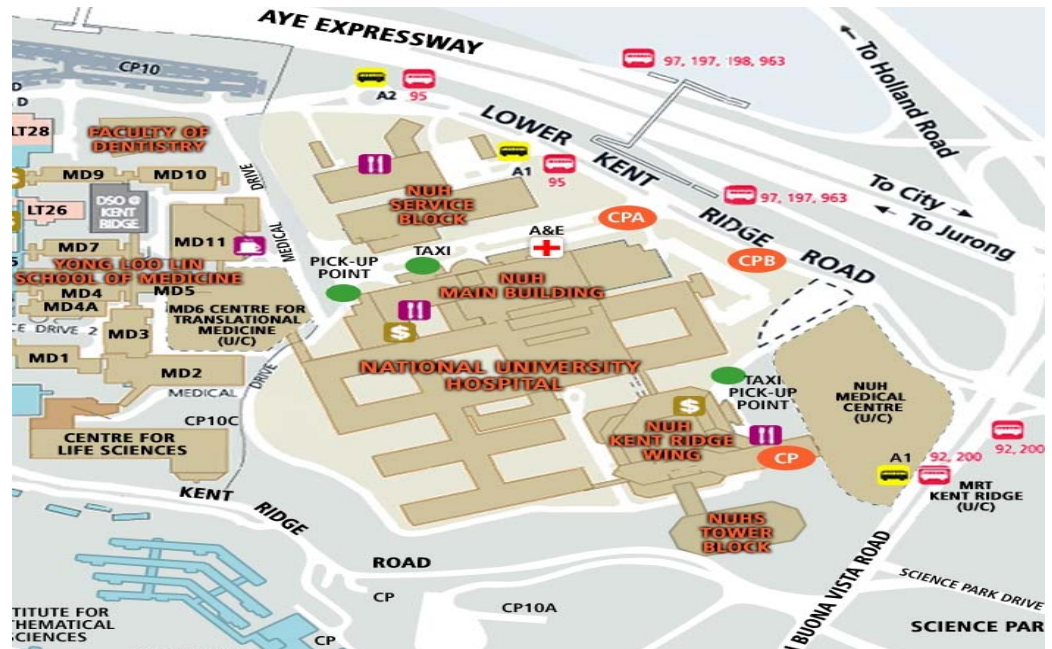 AYE EXPRESSWAY
97, 197, 198, 963
To Holland Road
CP10
A2
95
LOWER KENT RIDGE ROAD
D
LT28
FACULTY OF
DENTISTRY
A1
95
To City
To Jurong
MD9
MD10
DSO @
KENT
RIDGE
DRIVE
MEDICAL
NUH
SERVICE
BLOCK
97, 197, 963
LT26
MD7
MD11
CPA
A&E
TAXI
PICK-UP
POINT
CPB
YONG LOO LIN
SCHOOL OF MEDICINE
NUH
MAIN BUILDING
MD4
MD4A
MD5
MD6 CENTRE FOR
TRANSLATIONAL
MEDICINE
(U/C)
CE DRIVE 2
MD3
MD1
MD2
MEDICAL
DRIVE
$
NATIONAL UNIVERSITY
HOSPITAL
TAXI
PICK-UP
POINT
NUH
MEDICAL
CENTRE
(U/C)
$
NUH
KENT RIDGE
WING
CP
CP10C
CENTRE FOR
LIFE SCIENCES
A1
92, 200
92, 200
MRT
KENT RIDGE
(U/C)
KENT RIDGE ROAD
NUHS
TOWER
BLOCK
CP
CP10A
CP
BUONA VISTA ROAD
SCIENCE PARK DRIVE
SCIENCE PAR
TITUTE FOR
THEMATICAL
SCIENCES